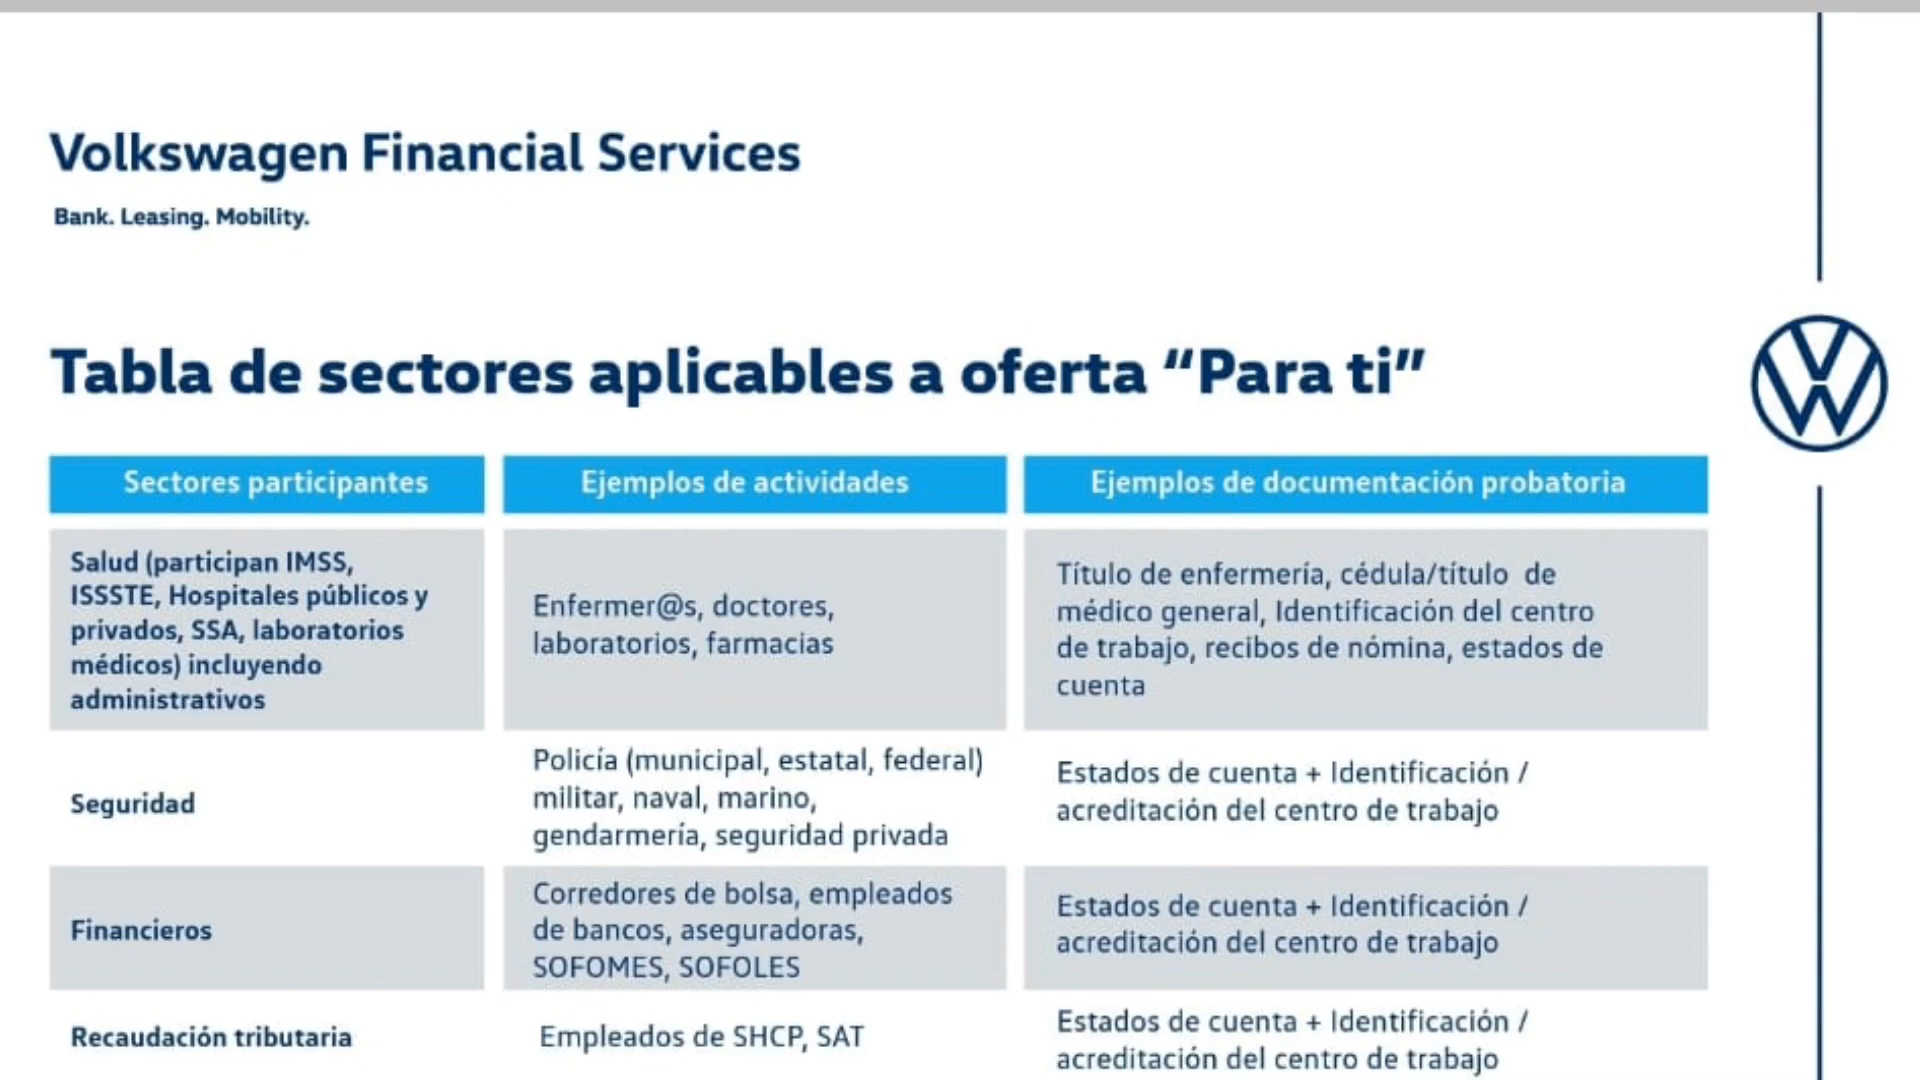 Volkswagen Financial Services
Bank. Leasing. Mobility.
Tabla de sectores aplicables a oferta “Para ti”
Sectores participantes
Ejemplos de actividades
Ejemplos de documentación probatoria
Salud (participan IMSS,
ISSSTE, Hospitales públicos y
privados, SSA, laboratorios
médicos) incluyendo
administrativos
Enfermer@s, doctores,
laboratorios, farmacias
Título de enfermería, cédula/título de
médico general, Identificación del centro
de trabajo, recibos de nómina, estados de
cuenta
Seguridad
Policía (municipal, estatal, federal)
militar, naval, marino,
gendarmería, seguridad privada
Estados de cuenta + Identificación /
acreditación del centro de trabajo
Financieros
Corredores de bolsa, empleados
de bancos, aseguradoras,
SOFOMES, SOFOLES
Estados de cuenta + Identificación /
acreditación del centro de trabajo
Recaudación tributaria
Empleados de SHCP, SAT
Estados de cuenta + Identificación /
acreditación del centro de trabajo